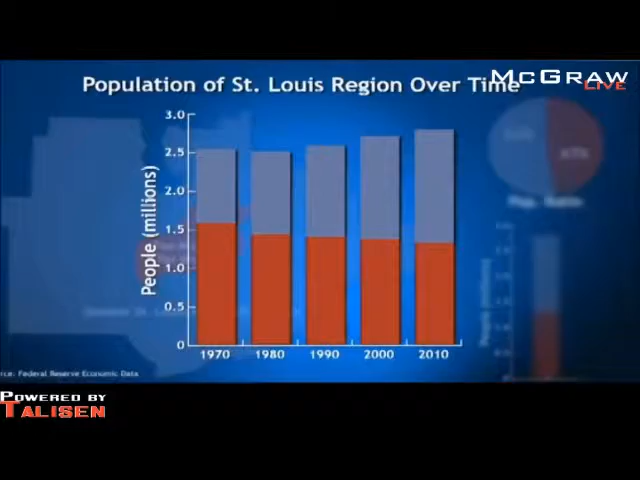 McGRAW
LIVE
Population of St. Louis Region Over Time
People (millions)
3.0
2.5
2.0
1.5
1.0
0.5
0
1970 1980 1990 2000 2010
rce: Federal Reserve Economic Data
POWERED BY
TALISEN